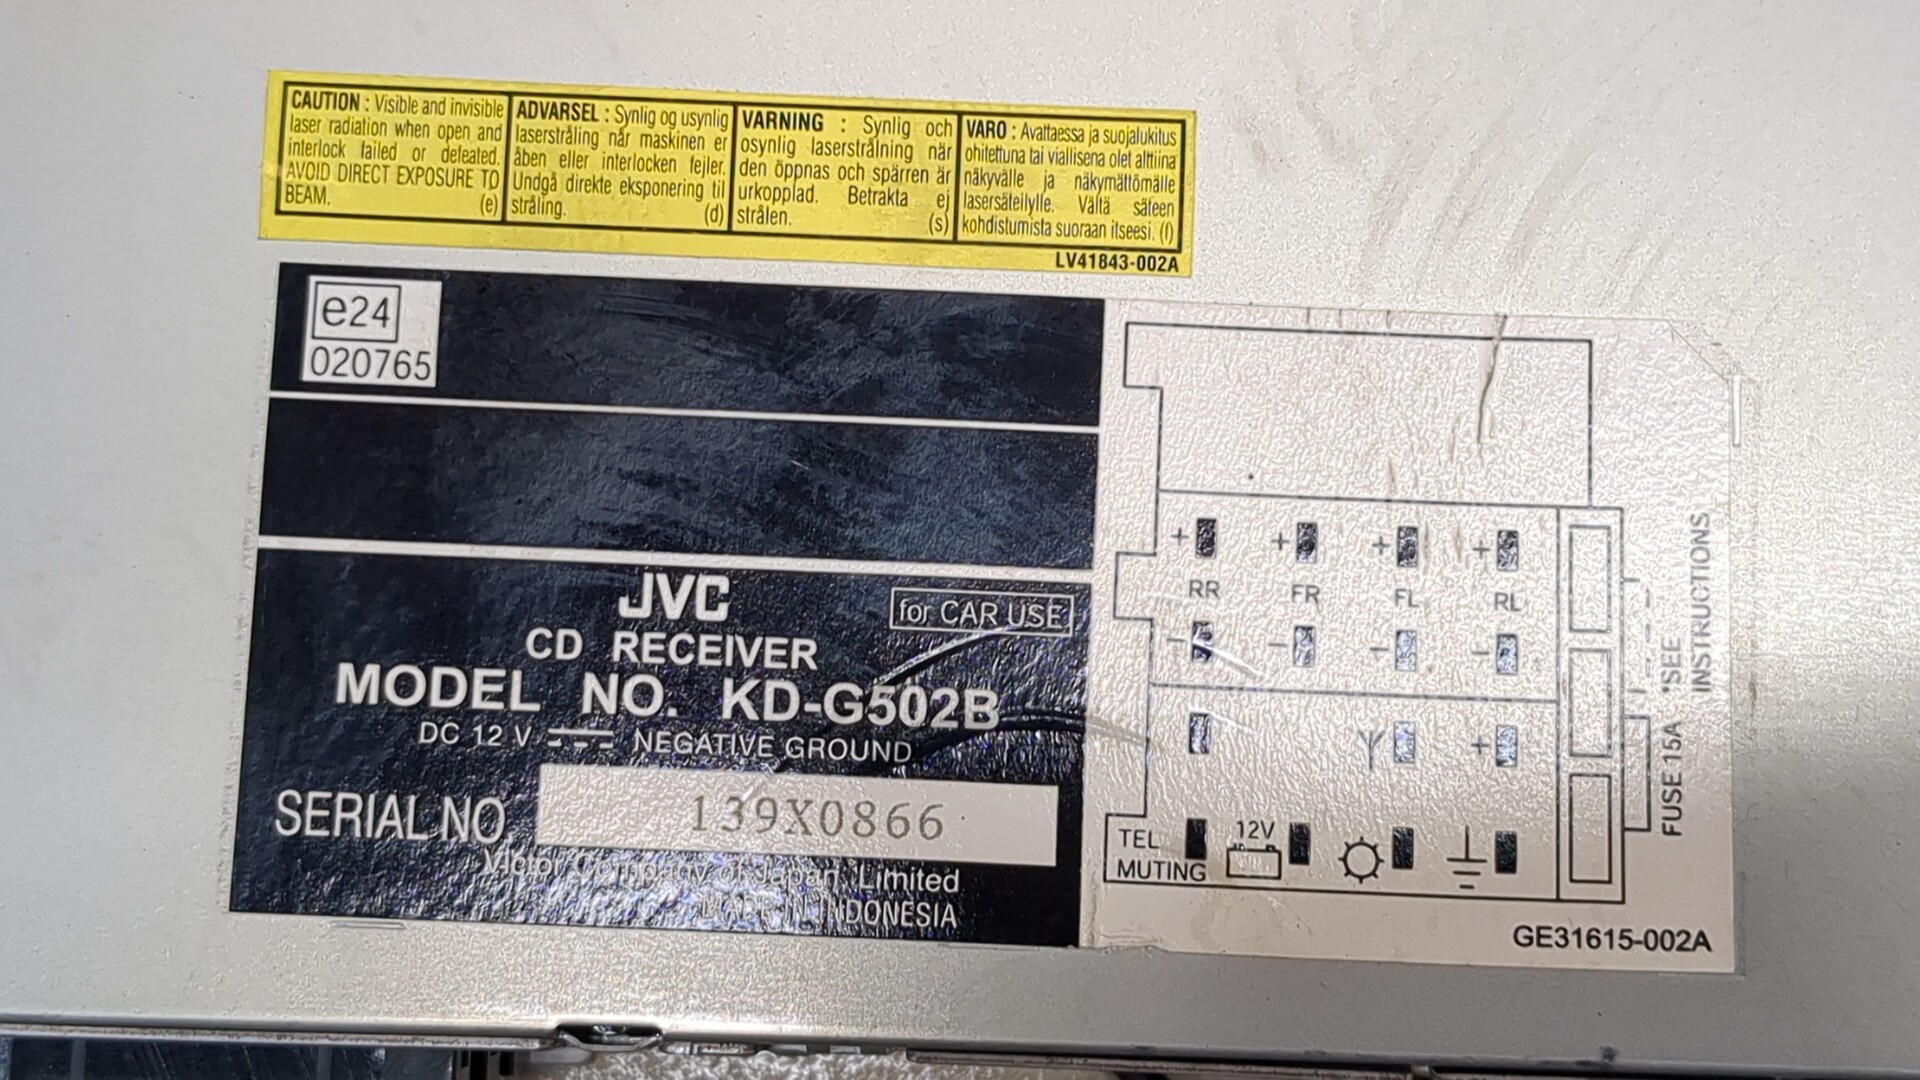 CAUTION : Visible and invisible
laser radiation when open and
interlock failed or defeated.
AVOID DIRECT EXPOSURE TO
BEAM. (e)
ADVARSEL : Synlig og usynlig
laserstråling når maskinen er
åben eller interlocken fejler.
Undgå direkte eksponering til
stråling. (d)
VARNING : Synlig och
osynlig laserstrålning när
den öppnas och spärren är
urkopplad. Betrakta ej
strålen. (s)
VARO : Avattaessa ja suojalukitus
ohitettuna tai viallisena olet alttiina
näkyvälle ja näkymättömälle
lasersäteilylle. Vältä säteen
kohdistumista suoraan itseesi. (f)
LV41843-002A
e24
020765
JVC
for CAR USE
CD RECEIVER
MODEL NO. KD-G502B
DC 12 V NEGATIVE GROUND
SERIAL NO. 139X0866
Victor Company of Japan, Limited
MADE IN INDONESIA
+ + + +
RR FR FL RL
- - - -
+
TEL
MUTING
12V
FUSE 15A *SEE
INSTRUCTIONS
GE31615-002A